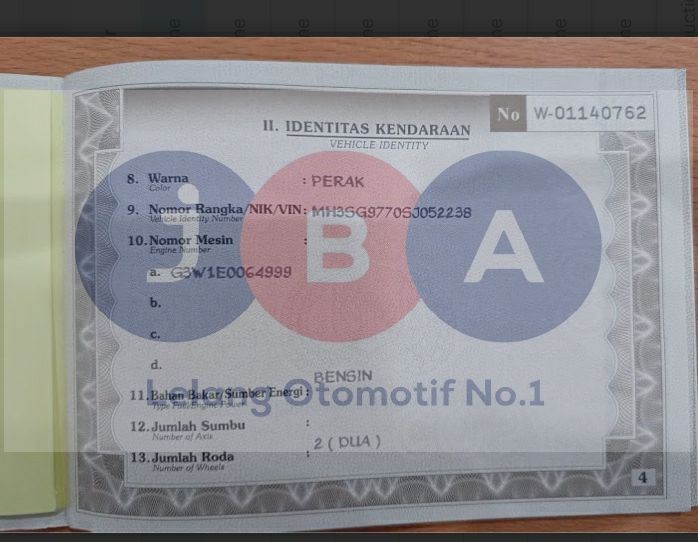 No W-01140762
II. IDENTITAS KENDARAAN
VEHICLE IDENTITY
8. Warna : PERAK
Color
9. Nomor Rangka/NIK/VIN : MH3SG9770SJ052238
Vehicle Identity Number
10. Nomor Mesin :
Engine Number
a. G3W1E0064999
b.
c.
d.
J B A
Lelang Otomotif No.1
BENSIN
11. Bahan Bakar/Sumber Energi :
Type Fuel/Engine Power
12. Jumlah Sumbu :
Number of Axis
2 ( DUA )
13. Jumlah Roda :
Number of Wheels
4